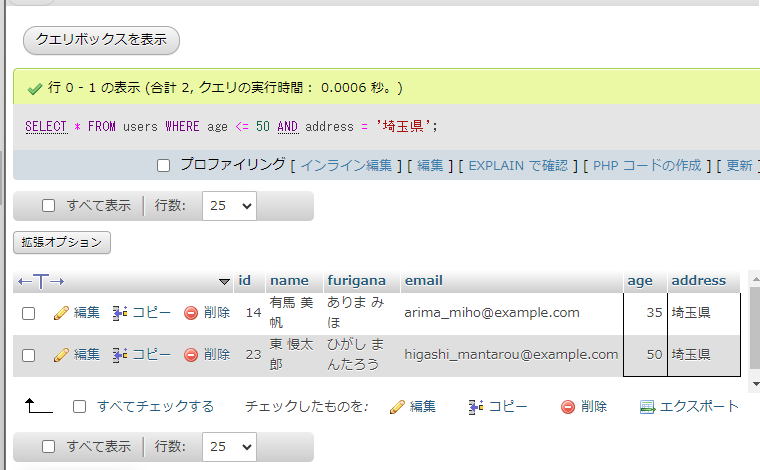 クエリボックスを表示
行 0 - 1 の表示 (合計 2, クエリの実行時間： 0.0006 秒。)
SELECT * FROM users WHERE age <= 50 AND address = '埼玉県';
プロファイリング [ インライン編集 ] [ 編集 ] [ EXPLAIN で確認 ] [ PHP コードの作成 ] [ 更新
すべて表示 行数: 25
拡張オプション
id name furigana email age address
編集 コピー 削除 14 有馬 美帆 ありま みほ arima_miho@example.com 35 埼玉県
編集 コピー 削除 23 東 慢太郎 ひがし まんたろう higashi_mantarou@example.com 50 埼玉県
すべてチェックする チェックしたものを: 編集 コピー 削除 エクスポート
すべて表示 行数: 25